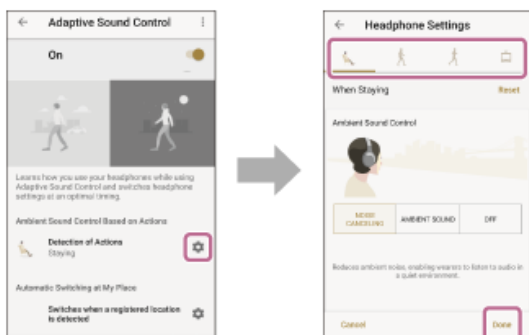 Adaptive Sound Control
On
Learns how you use your headphones while using
Adaptive Sound Control and switches headphone
settings at an optimal timing.
Ambient Sound Control Based on Actions
Detection of Actions
Staying
Automatic Switching at My Place
Switches when a registered location
is detected
Headphone Settings
When Staying
Reset
Ambient Sound Control
NOISE
CANCELING
AMBIENT SOUND
OFF
Reduces ambient noise, enabling wearers to listen to audio in
a quiet environment.
Cancel
Done